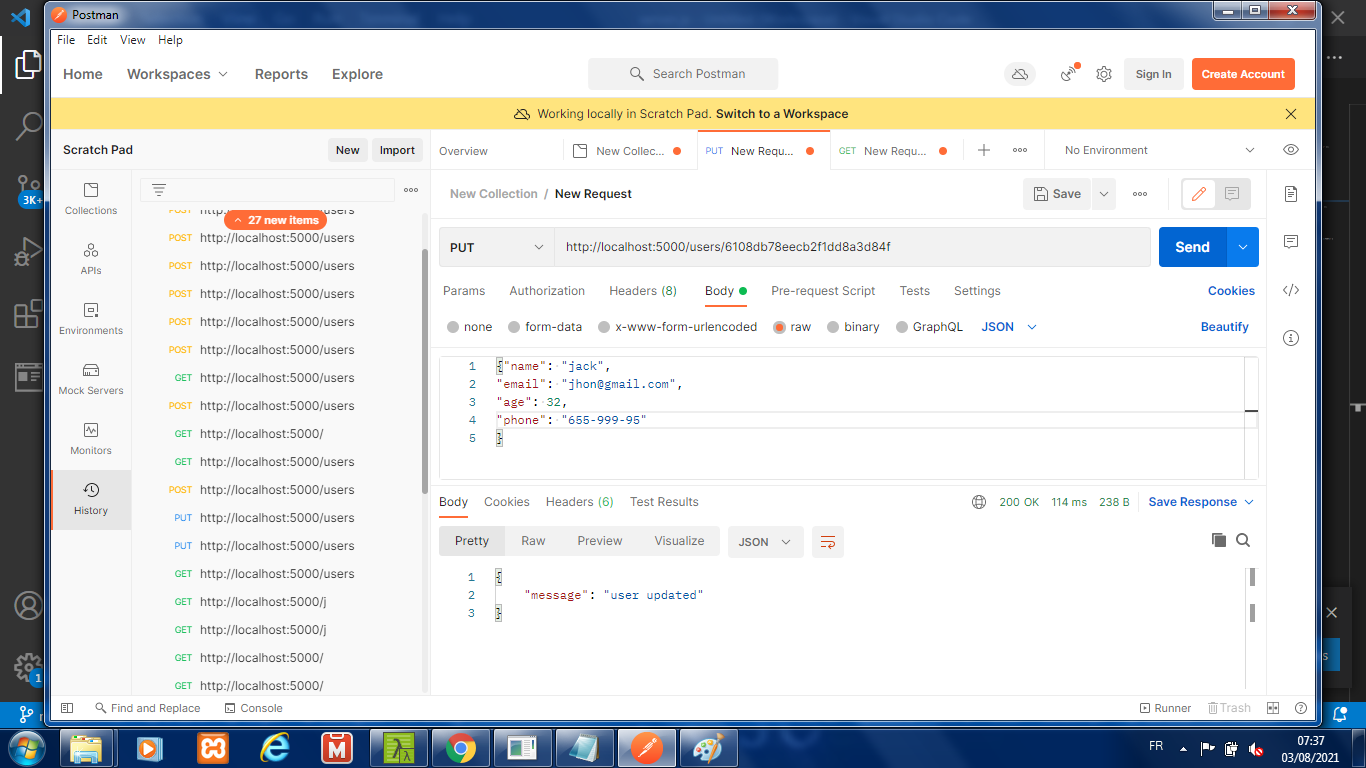 Postman
File Edit View Help
Home Workspaces Reports Explore Search Postman Sign In Create Account
Working locally in Scratch Pad. Switch to a Workspace
Scratch Pad New Import
Overview New Collec... PUT New Requ... GET New Requ... No Environment
New Collection / New Request Save
Collections
APIs
Environments
Mock Servers
Monitors
History
3K+
1
27 new items
POST http://localhost:5000/users
POST http://localhost:5000/users
POST http://localhost:5000/users
POST http://localhost:5000/users
POST http://localhost:5000/users
POST http://localhost:5000/users
GET http://localhost:5000/users
POST http://localhost:5000/users
GET http://localhost:5000/
GET http://localhost:5000/users
POST http://localhost:5000/users
PUT http://localhost:5000/users
PUT http://localhost:5000/users
GET http://localhost:5000/users
GET http://localhost:5000/j
GET http://localhost:5000/j
GET http://localhost:5000/
GET http://localhost:5000/
PUT http://localhost:5000/users/6108db78eecb2f1dd8a3d84f Send
Params Authorization Headers (8) Body Pre-request Script Tests Settings Cookies
none form-data x-www-form-urlencoded raw binary GraphQL JSON Beautify
1 {"name": "jack",
2 "email": "jhon@gmail.com",
3 "age": 32,
4 "phone": "655-999-95"
5 }
Body Cookies Headers (6) Test Results 200 OK 114 ms 238 B Save Response
Pretty Raw Preview Visualize JSON
1 {
2 "message": "user updated"
3 }
Find and Replace Console Runner Trash
FR 07:37
03/08/2021